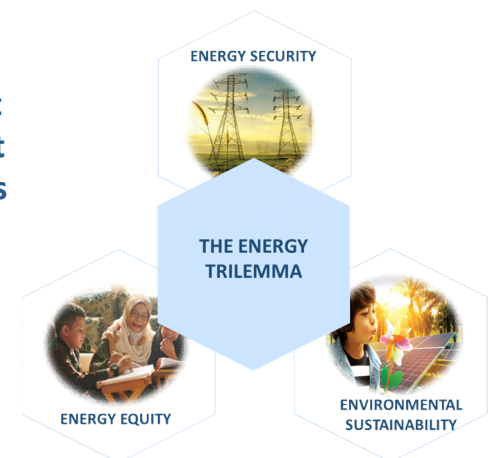 ENERGY SECURITY
THE ENERGY
TRILEMMA
ENERGY EQUITY
ENVIRONMENTAL
SUSTAINABILITY